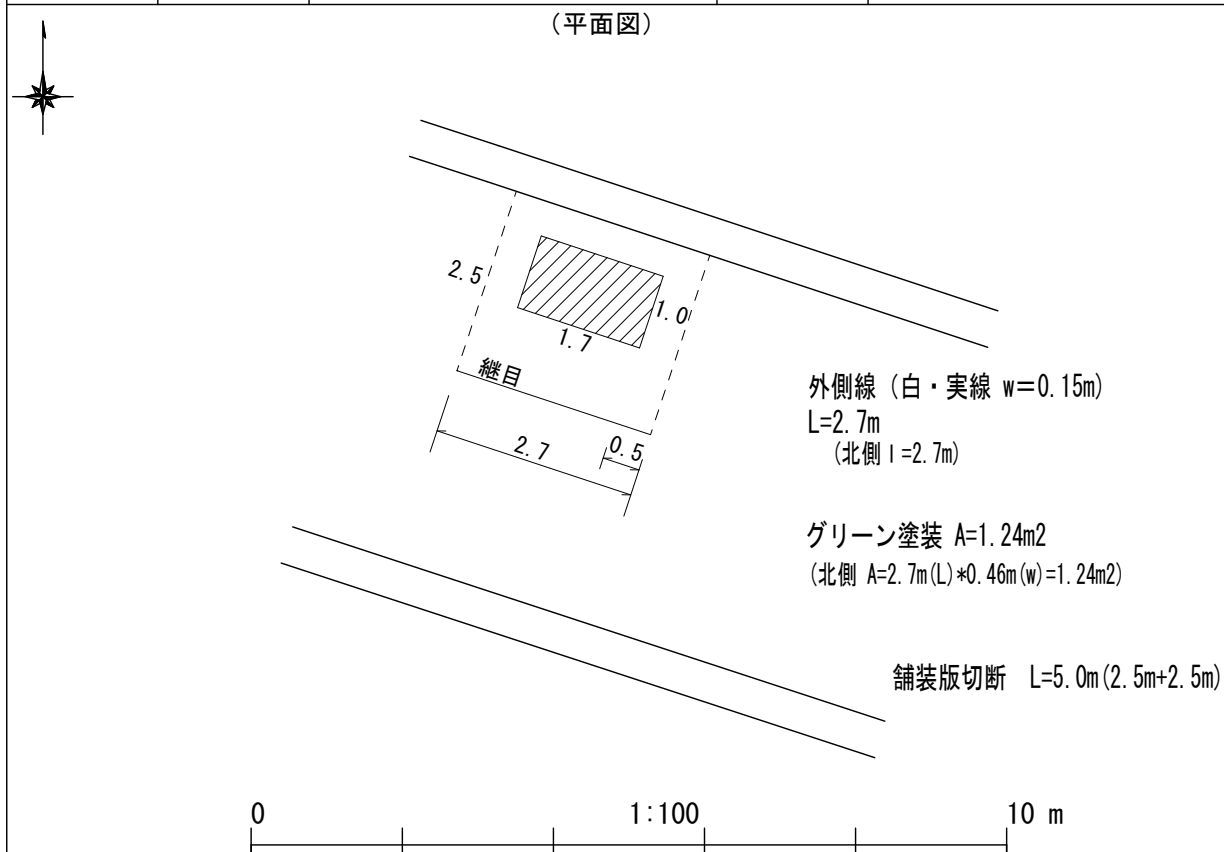 (平面図)
2.5
1.0
1.7
継目
2.7
0.5
外側線 (白・実線 w=0.15m)
L=2.7m
(北側 l=2.7m)
グリーン塗装 A=1.24m2
(北側 A=2.7m(L)*0.46m(w)=1.24m2)
舗装版切断 L=5.0m(2.5m+2.5m)
0 1:100 10 m